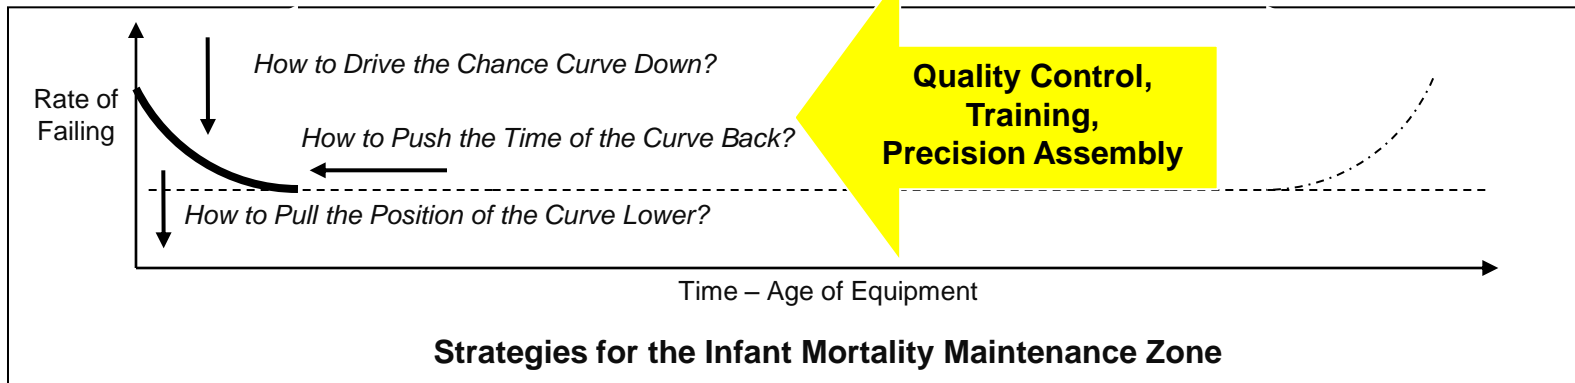 How to Drive the Chance Curve Down?
Rate of
Failing
How to Push the Time of the Curve Back?
How to Pull the Position of the Curve Lower?
Quality Control,
Training,
Precision Assembly
Time – Age of Equipment
Strategies for the Infant Mortality Maintenance Zone